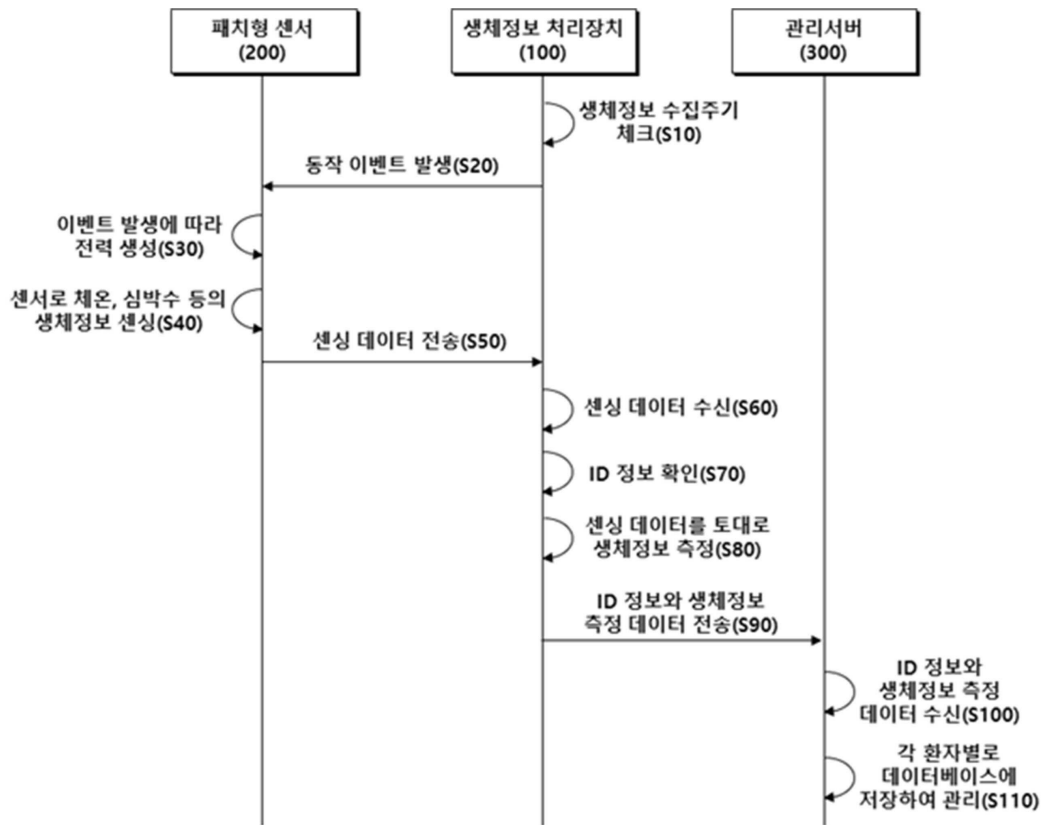 패치형 센서
(200)
생체정보 처리장치
(100)
관리서버
(300)
생체정보 수집주기
체크(S10)
동작 이벤트 발생(S20)
이벤트 발생에 따라
전력 생성(S30)
센서로 체온, 심박수 등의
생체정보 센싱(S40)
센싱 데이터 전송(S50)
센싱 데이터 수신(S60)
ID 정보 확인(S70)
센싱 데이터를 토대로
생체정보 측정(S80)
ID 정보와 생체정보
측정 데이터 전송(S90)
ID 정보와
생체정보 측정
데이터 수신(S100)
각 환자별로
데이터베이스에
저장하여 관리(S110)